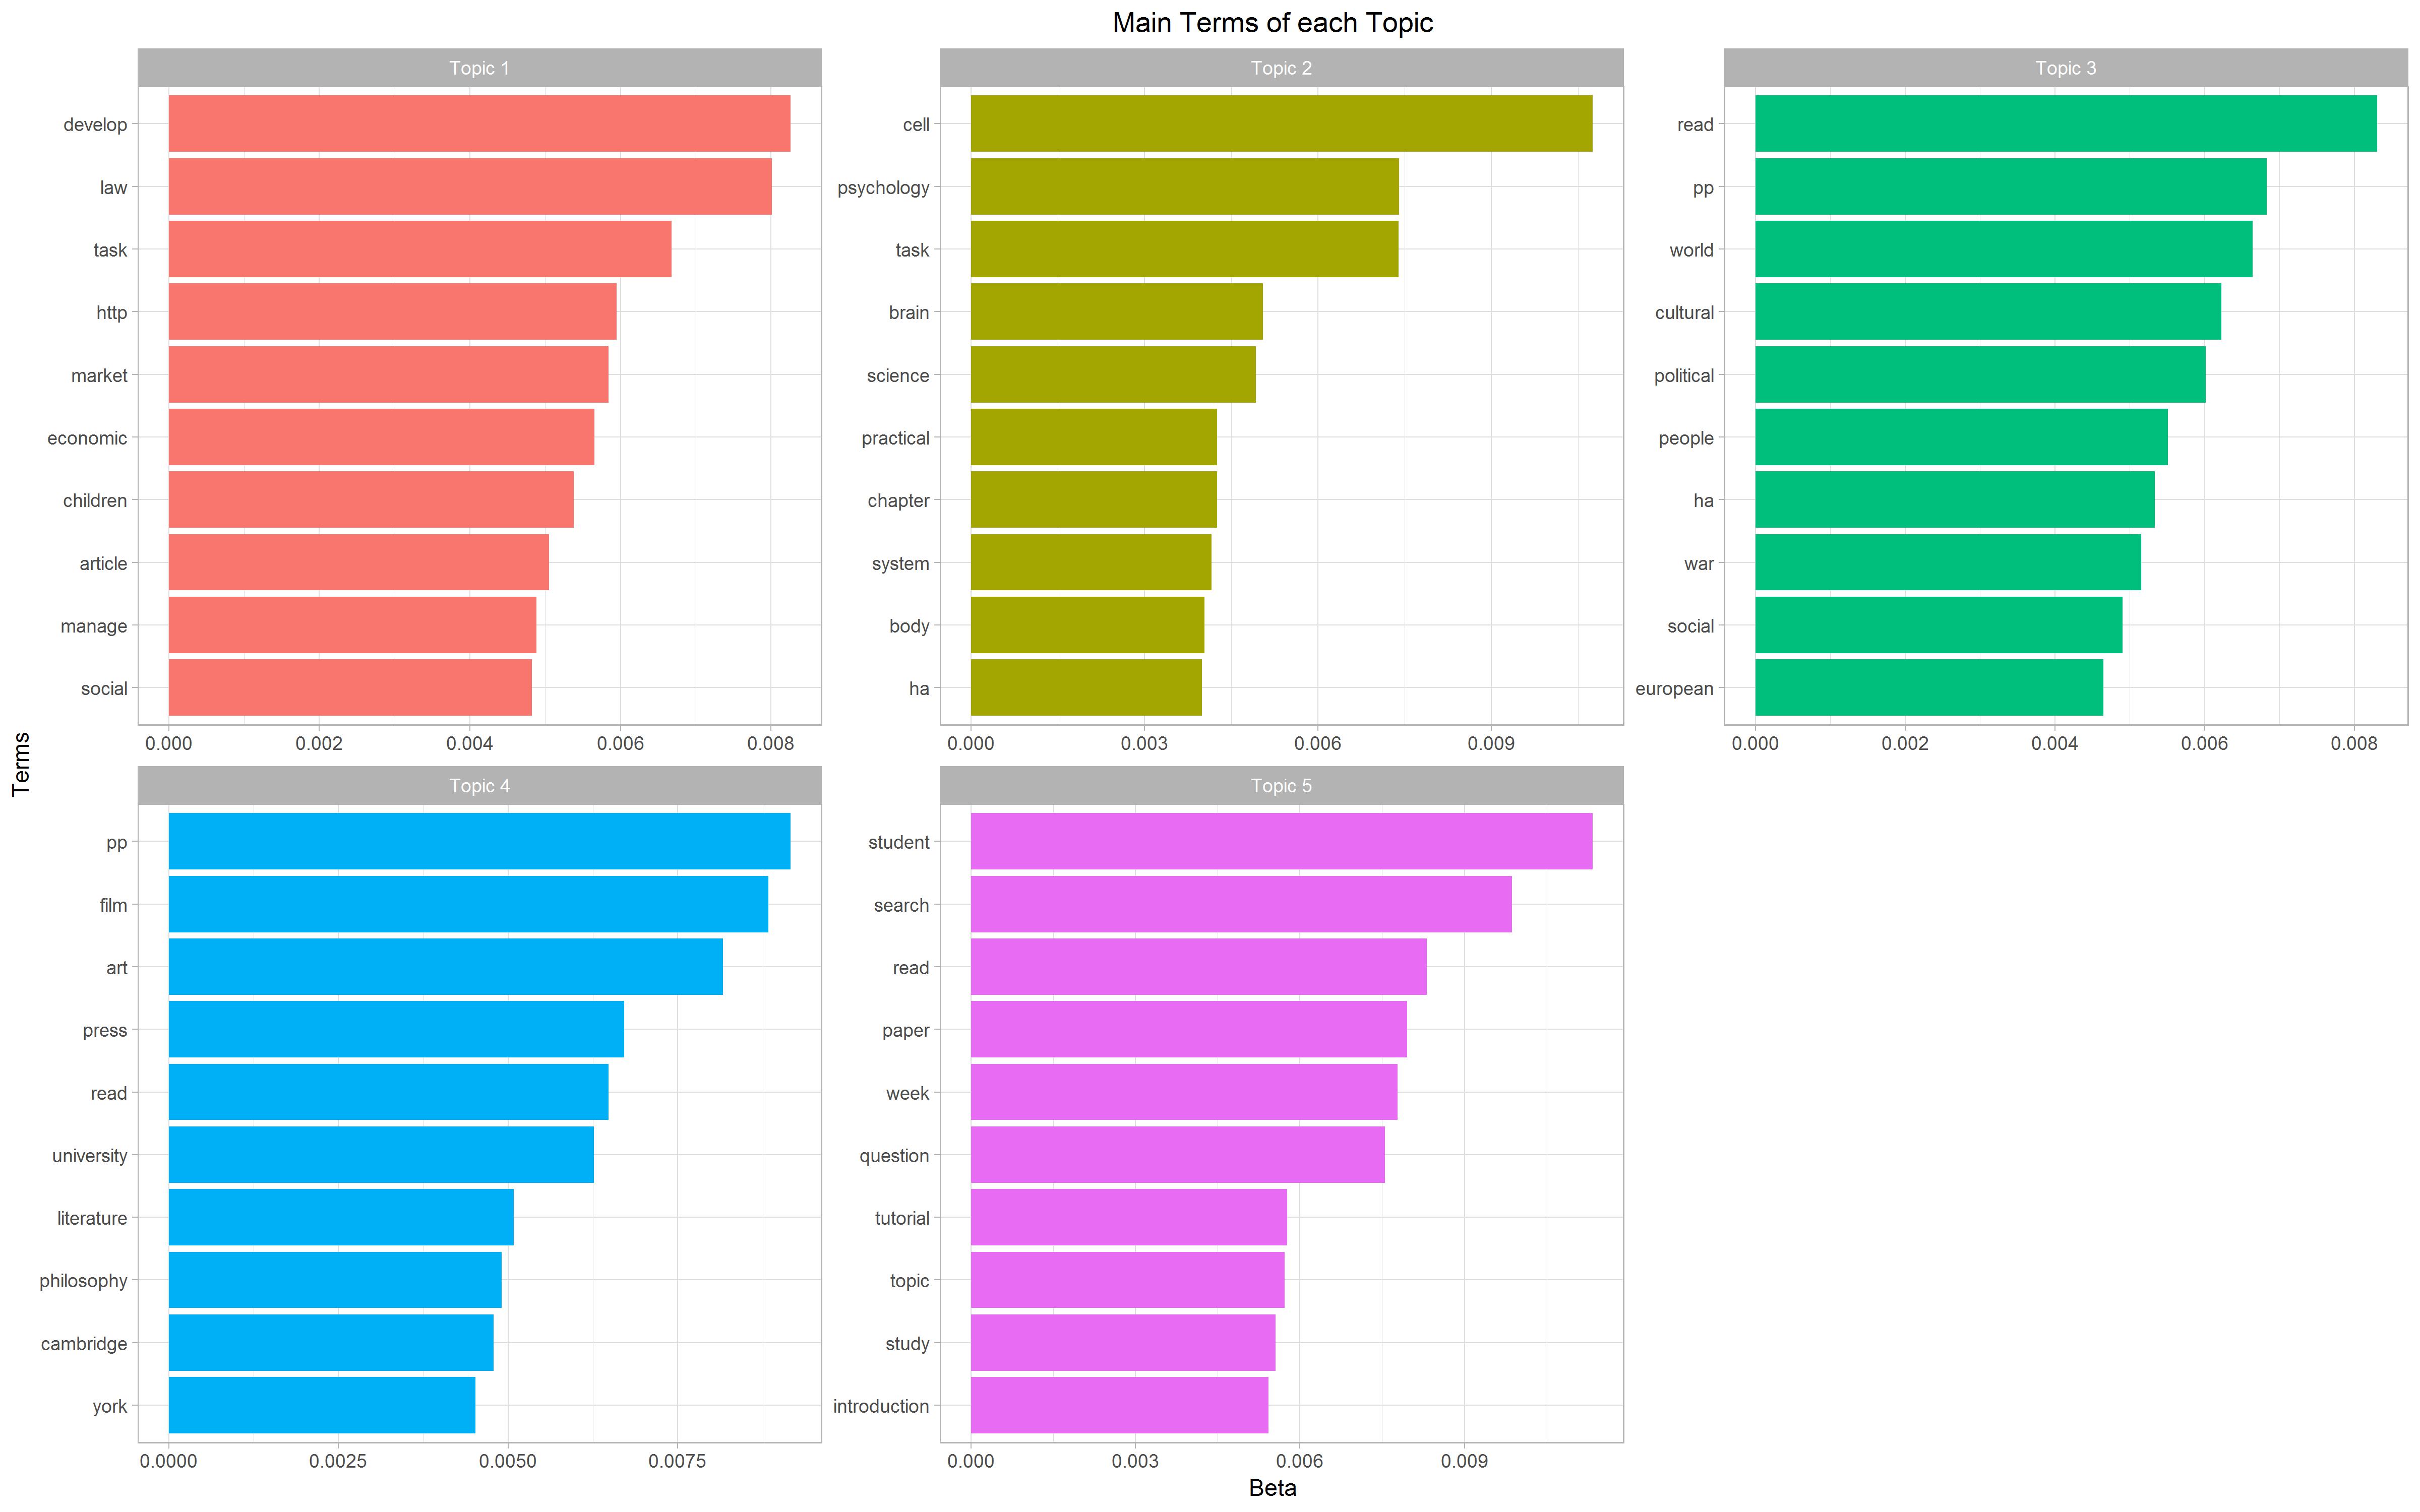 Main Terms of each Topic
Topic 1
develop
law
task
http
market
economic
children
article
manage
social
0.000 0.002 0.004 0.006 0.008
Topic 2
cell
psychology
task
brain
science
practical
chapter
system
body
ha
0.000 0.003 0.006 0.009
Topic 3
read
pp
world
cultural
political
people
ha
war
social
european
0.000 0.002 0.004 0.006 0.008
Terms
Topic 4
pp
film
art
press
read
university
literature
philosophy
cambridge
york
0.0000 0.0025 0.0050 0.0075
Topic 5
student
search
read
paper
week
question
tutorial
topic
study
introduction
0.000 0.003 0.006 0.009
Beta